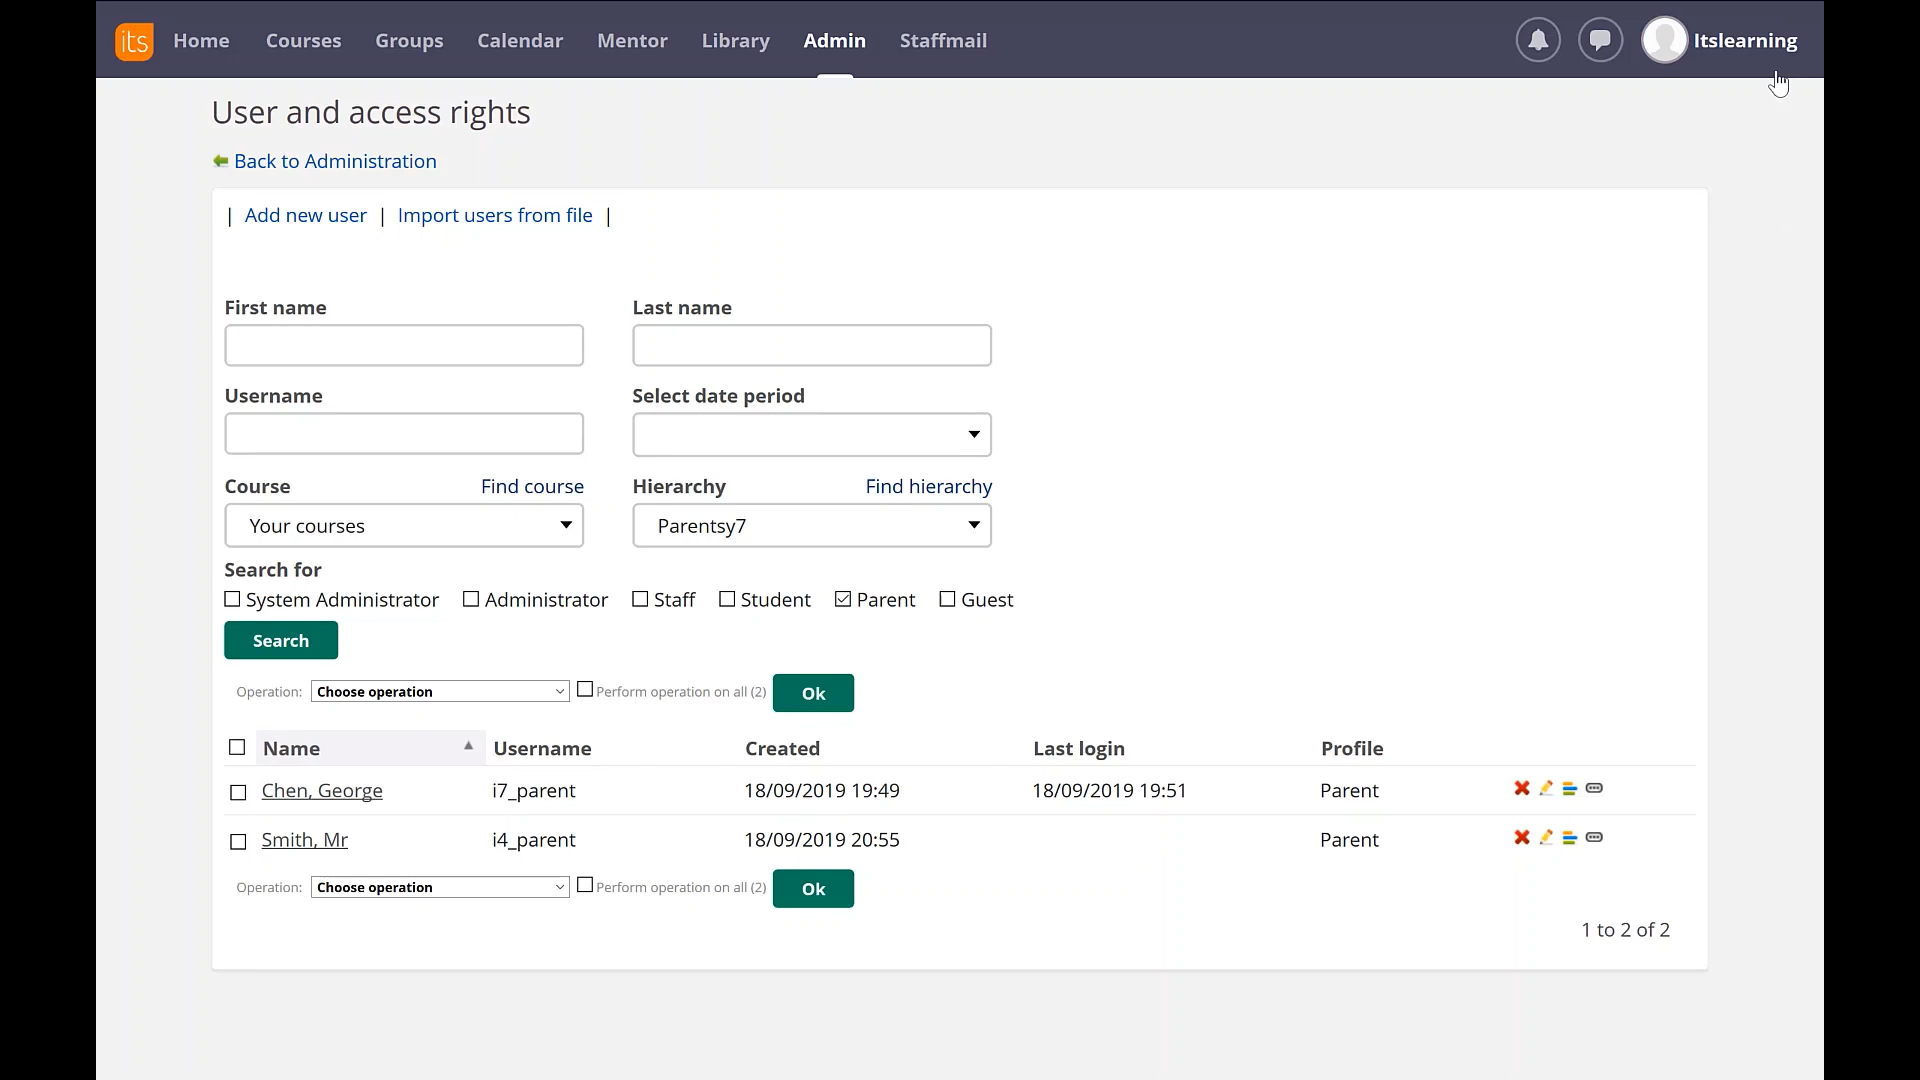 its Home Courses Groups Calendar Mentor Library Admin Staffmail Itslearning
User and access rights
Back to Administration
| Add new user | Import users from file |
First name Last name
Username Select date period
Course Find course Hierarchy Find hierarchy
Your courses Parentsy7
Search for
System Administrator Administrator Staff Student Parent Guest
Search
Operation: Choose operation Perform operation on all (2) Ok
Name Username Created Last login Profile
Chen, George i7_parent 18/09/2019 19:49 18/09/2019 19:51 Parent
Smith, Mr i4_parent 18/09/2019 20:55 Parent
Operation: Choose operation Perform operation on all (2) Ok
1 to 2 of 2